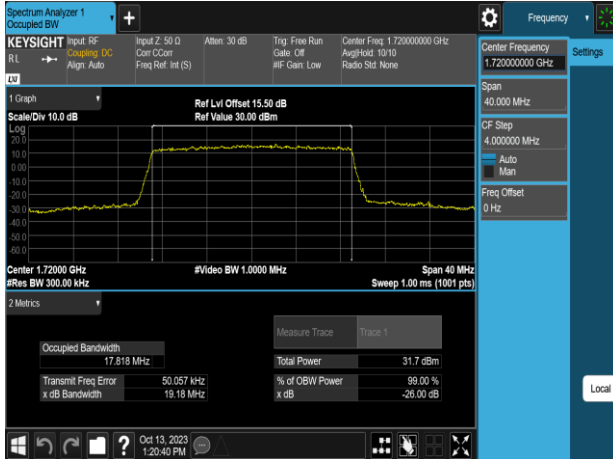 Spectrum Analyzer 1
Occupied BW
+
Frequency
KEYSIGHT
R L
LXI
Input: RF
Coupling: DC
Align: Auto
Input Z: 50 Ω
Corr CCorr
Freq Ref: Int (S)
Atten: 30 dB
Trig: Free Run
Gate: Off
#IF Gain: Low
Center Freq: 1.720000000 GHz
Avg|Hold: 10/10
Radio Std: None
Center Frequency
1.720000000 GHz
Settings
Span
40.000 MHz
CF Step
4.000000 MHz
Auto
Man
Freq Offset
0 Hz
1 Graph
Scale/Div 10.0 dB
Ref Lvl Offset 15.50 dB
Ref Value 30.00 dBm
Log
20.0
10.0
0.00
-10.0
-20.0
-30.0
-40.0
-50.0
-60.0
Center 1.72000 GHz
#Res BW 300.00 kHz
#Video BW 1.0000 MHz
Span 40 MHz
Sweep 1.00 ms (1001 pts)
2 Metrics
Measure Trace
Trace 1
Occupied Bandwidth
17.818 MHz
Total Power
31.7 dBm
Transmit Freq Error
50.057 kHz
% of OBW Power
99.00 %
x dB Bandwidth
19.18 MHz
x dB
-26.00 dB
Local
?
Oct 13, 2023
1:20:40 PM